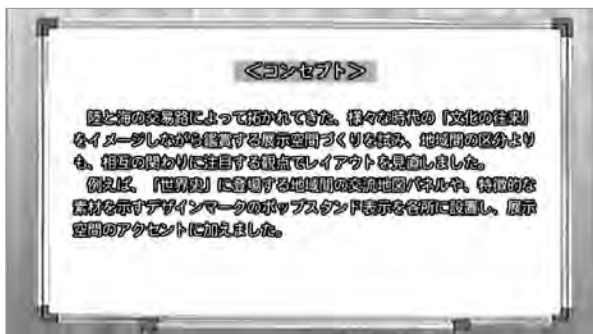 ＜コンセプト＞
陸と海の交易路によって拓かれてきた、様々な時代の「文化の往来」
をイメージしながら鑑賞する展示空間づくりを試み、地域間の区分より
も、相互の関わりに注目する観点でレイアウトを見直しました。
例えば、「世界史」に登場する地域間の交流地図パネルや、特徴的な
素材を示すデザインマークのポップスタンド表示を各所に設置し、展示
空間のアクセントに加えました。